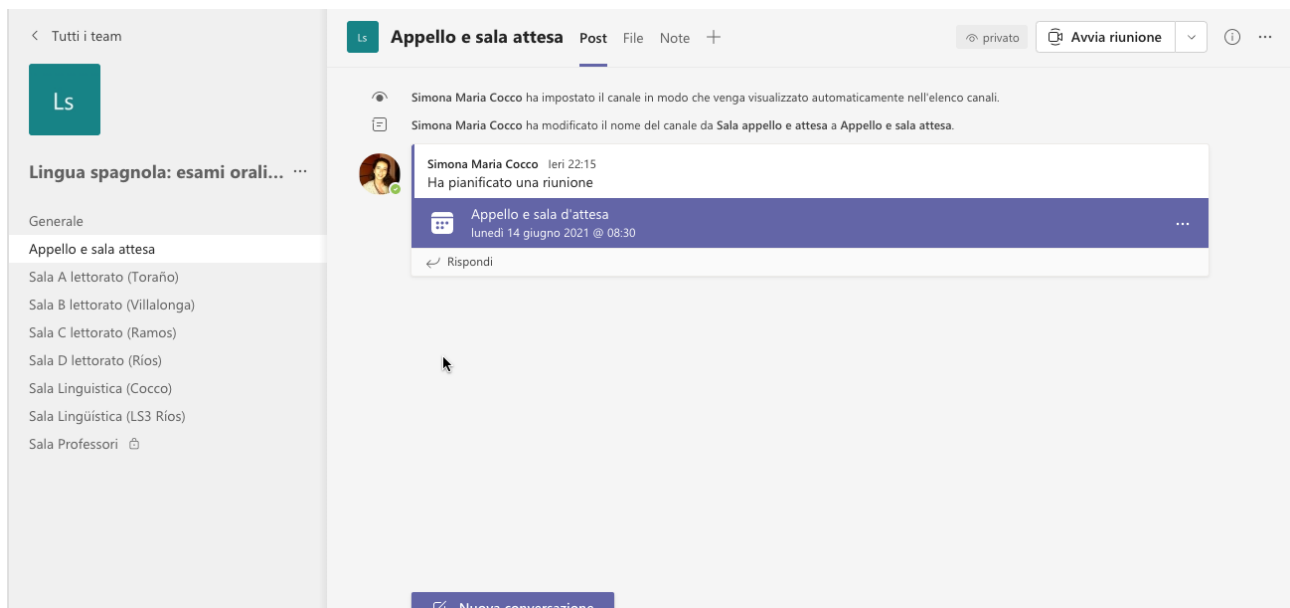 Tutti i team
Ls
Lingua spagnola: esami orali... ...
Generale
Appello e sala attesa
Sala A lettorato (Toraño)
Sala B lettorato (Villalonga)
Sala C lettorato (Ramos)
Sala D lettorato (Ríos)
Sala Linguistica (Cocco)
Sala Lingüística (LS3 Ríos)
Sala Professori
Ls Appello e sala attesa Post File Note + privato Avvia riunione ...
Simona Maria Cocco ha impostato il canale in modo che venga visualizzato automaticamente nell'elenco canali.
Simona Maria Cocco ha modificato il nome del canale da Sala appello e attesa a Appello e sala attesa.
Simona Maria Cocco Ieri 22:15
Ha pianificato una riunione
Appello e sala d'attesa
lunedì 14 giugno 2021 @ 08:30
...
Rispondi
Nuova conversazione